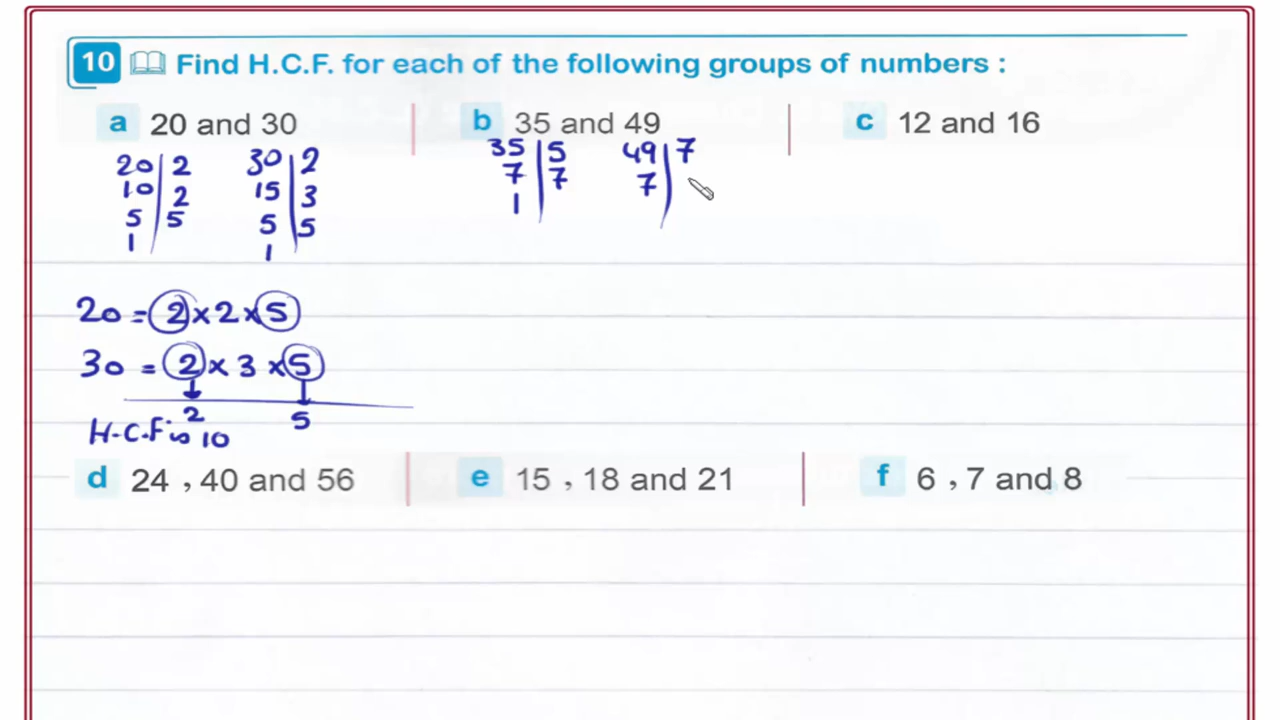 10 Find H.C.F. for each of the following groups of numbers :
a 20 and 30
b 35 and 49
c 12 and 16
20 2
10 2
5 5
1
30 2
15 3
5 5
1
35 5
7 7
1
49 7
7
20 = 2 × 2 × 5
30 = 2 × 3 × 5
2 5
H.C.F is 10
d 24 , 40 and 56
e 15 , 18 and 21
f 6 , 7 and 8